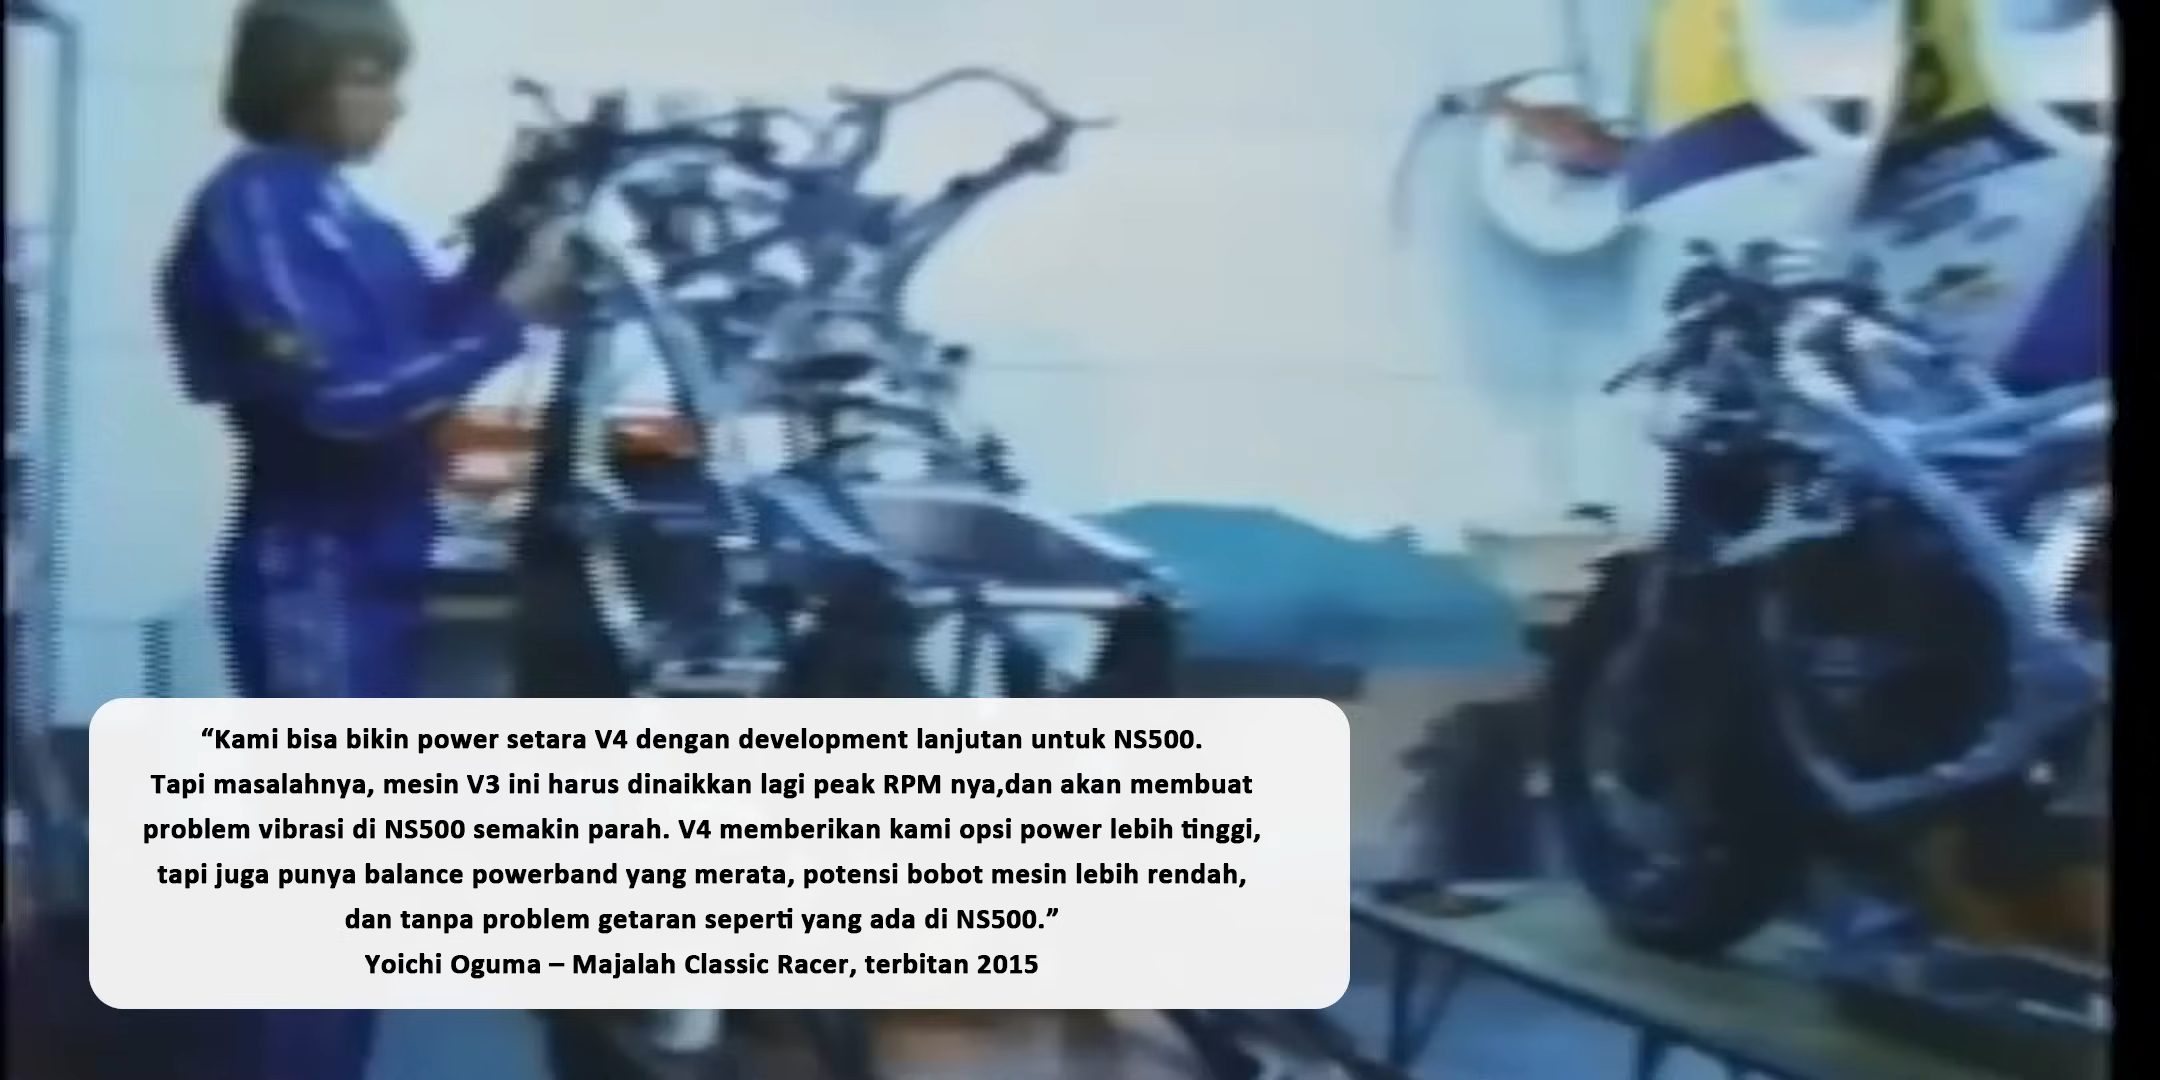 “Kami bisa bikin power setara V4 dengan development lanjutan untuk NS500.
Tapi masalahnya, mesin V3 ini harus dinaikkan lagi peak RPM nya,dan akan membuat
problem vibrasi di NS500 semakin parah. V4 memberikan kami opsi power lebih tinggi,
tapi juga punya balance powerband yang merata, potensi bobot mesin lebih rendah,
dan tanpa problem getaran seperti yang ada di NS500.”
Yoichi Oguma – Majalah Classic Racer, terbitan 2015